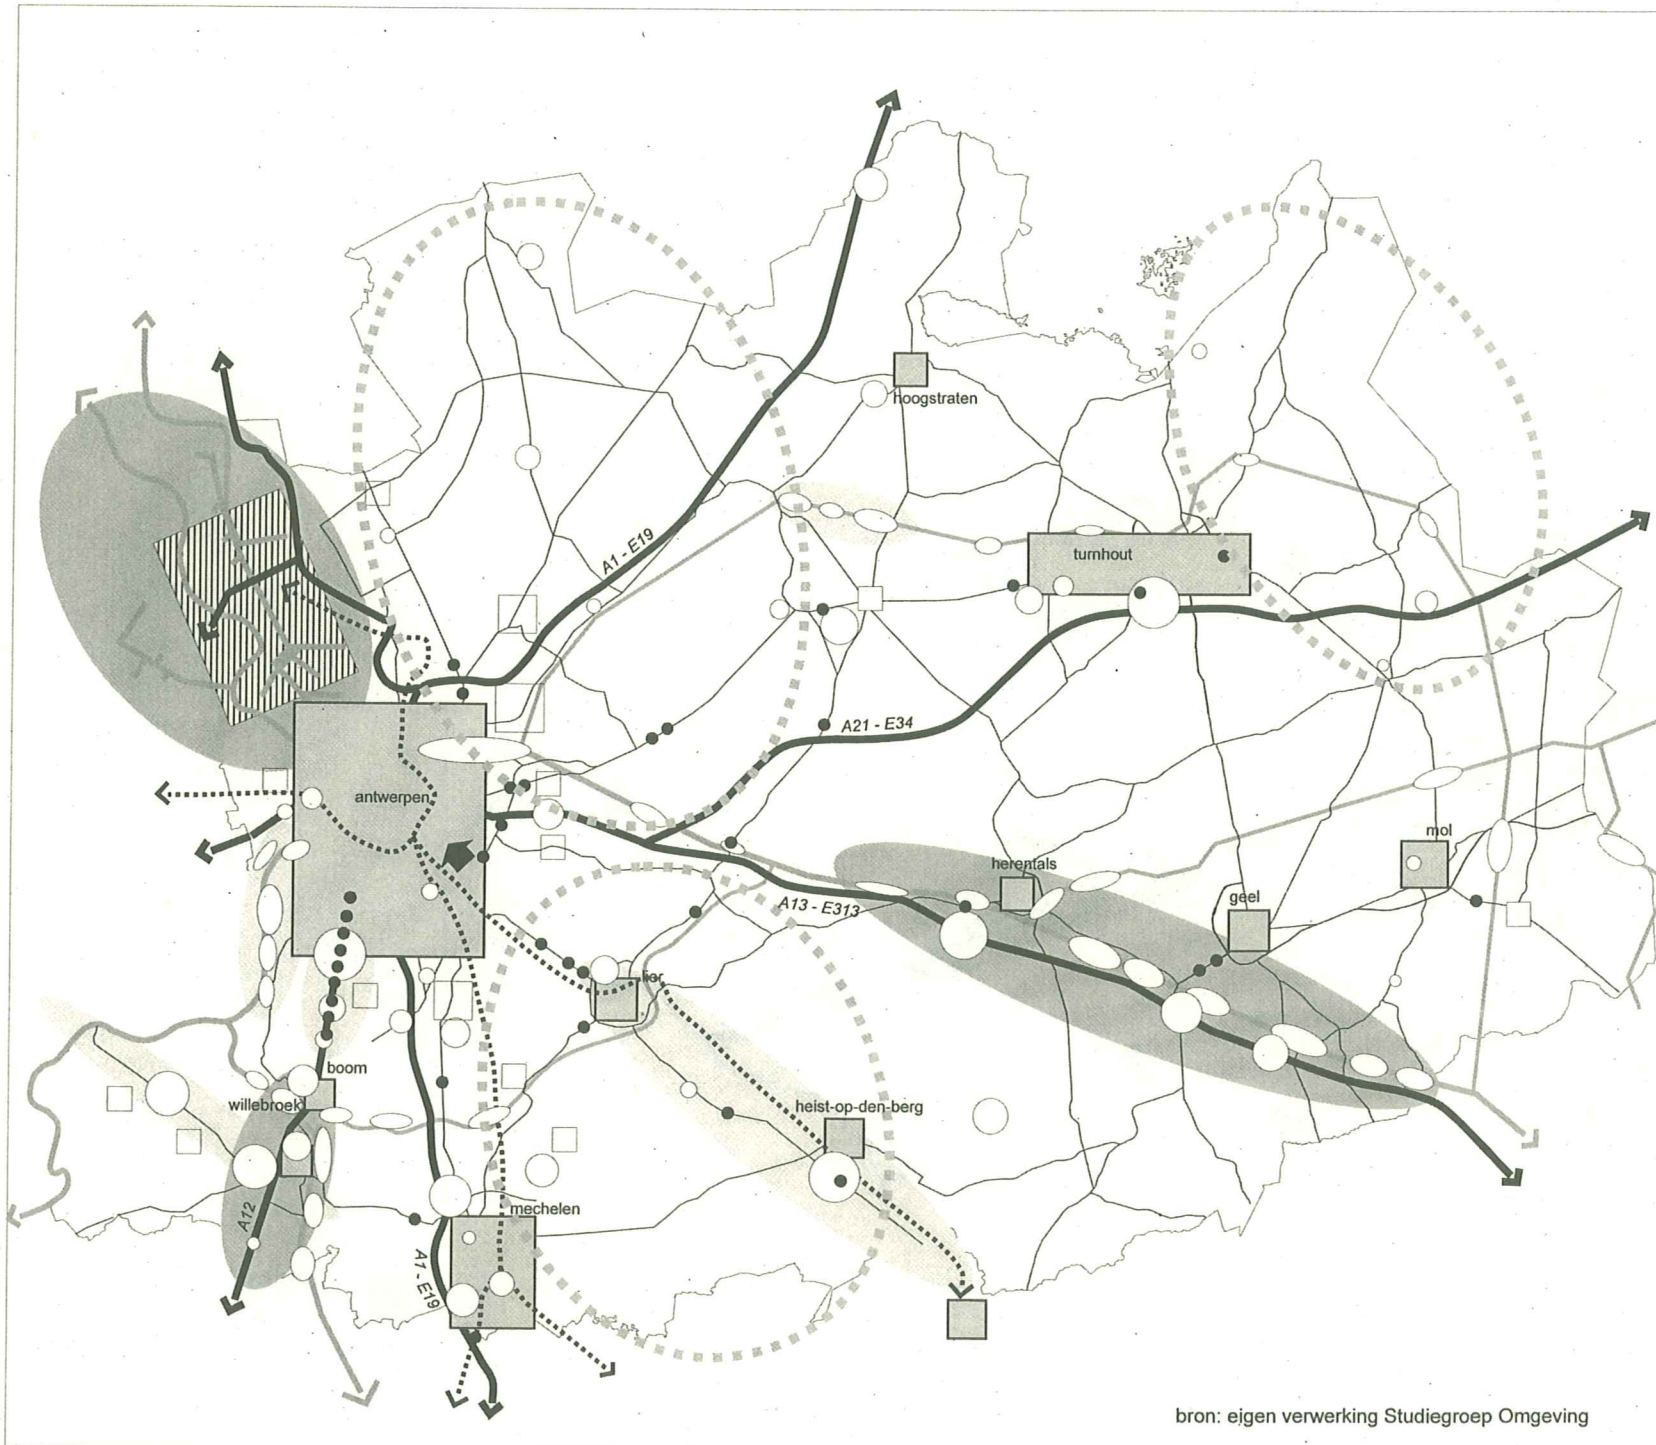 hoogstraten
A1 - E19
turnhout
A21 - E34
antwerpen
mol
herentals
geel
A13 - E313
lier
boom
willebroek
heist-op-den-berg
A12
mechelen
A1 - E19
bron: eigen verwerking Studiegroep Omgeving